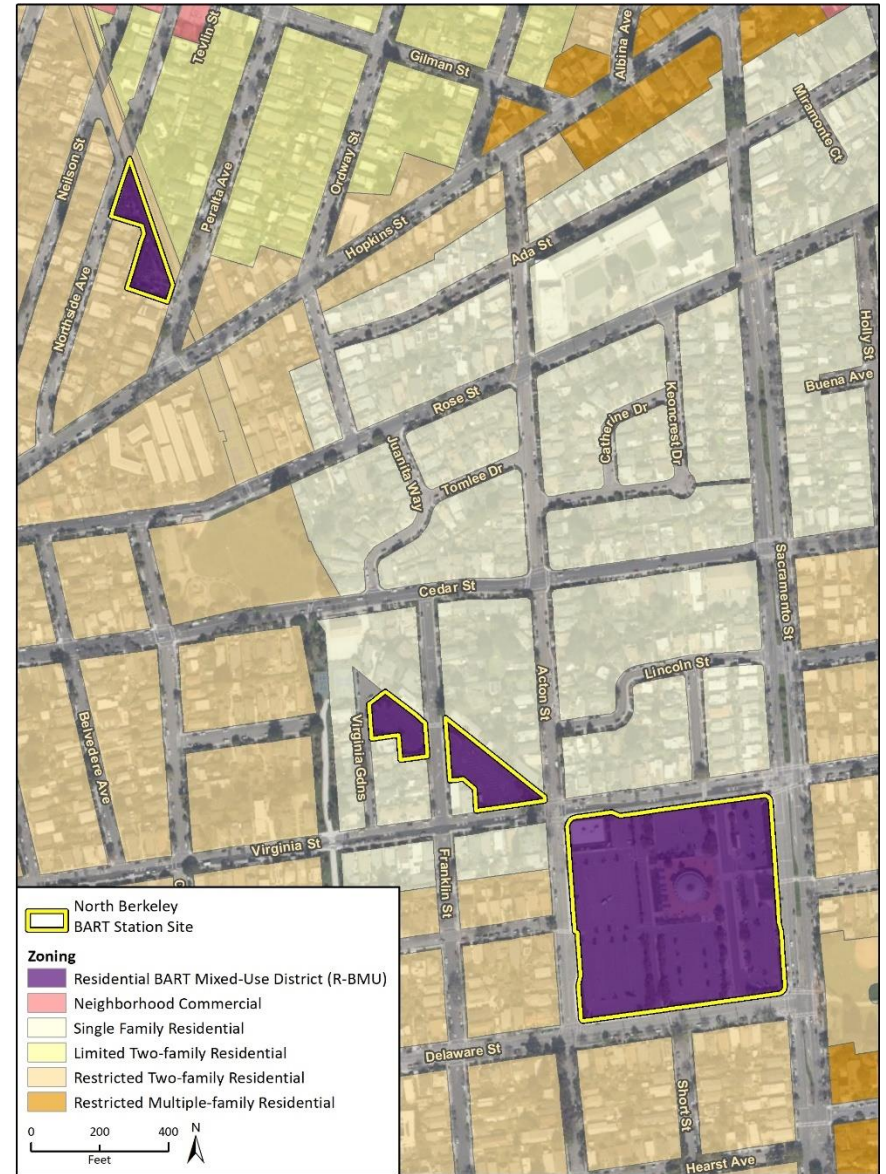 Tevlin St
Gilman St
Albina Ave
Miramonte Ct
Neilson St
Peralta Ave
Ordway St
Hopkins St
Ada St
Northside Ave
Holly St
Buena Ave
Rose St
Catherine Dr
Keoncrest Dr
Juanita Way
Tomlee Dr
Cedar St
Sacramento St
Acton St
Lincoln St
Belvedere Ave
Virginia Gdns
Virginia St
Franklin St
Delaware St
Short St
Hearst Ave
North Berkeley
BART Station Site
Zoning
Residential BART Mixed-Use District (R-BMU)
Neighborhood Commercial
Single Family Residential
Limited Two-family Residential
Restricted Two-family Residential
Restricted Multiple-family Residential
0 200 400
Feet
N